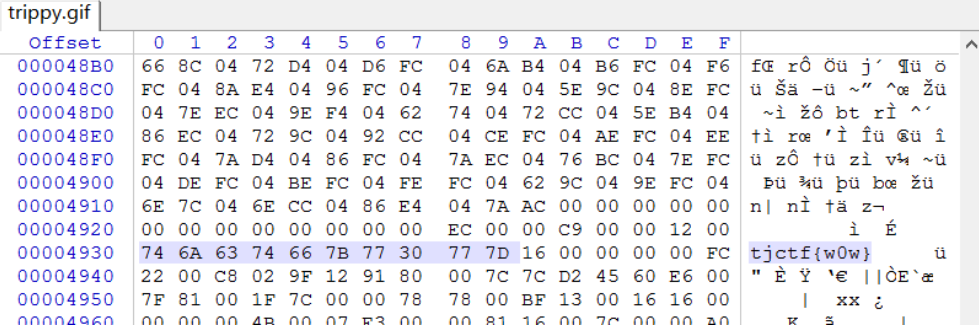 trippy.gif
Offset 0 1 2 3 4 5 6 7 8 9 A B C D E F
000048B0 66 8C 04 72 D4 04 D6 FC 04 6A B4 04 B6 FC 04 F6 fŒ rÔ Öü j´ ¶ü ö
000048C0 FC 04 8A E4 04 96 FC 04 7E 94 04 5E 9C 04 8E FC ü Šä –ü ~” ^œ Žü
000048D0 04 7E EC 04 9E F4 04 62 74 04 72 CC 04 5E B4 04 ~ì žô bt rÌ ^´
000048E0 86 EC 04 72 9C 04 92 CC 04 CE FC 04 AE FC 04 EE †ì rœ ’Ì Îü ®ü î
000048F0 FC 04 7A D4 04 86 FC 04 7A EC 04 76 BC 04 7E FC ü zÔ †ü zì v¼ ~ü
00004900 04 DE FC 04 BE FC 04 FE FC 04 62 9C 04 9E FC 04 Þü ¾ü þü bœ žü
00004910 6E 7C 04 6E CC 04 86 E4 04 7A AC 00 00 00 00 00 n| nÌ †ä z¬
00004920 00 00 00 00 00 00 00 00 EC 00 00 C9 00 00 12 00 ì É
00004930 74 6A 63 74 66 7B 77 30 77 7D 16 00 00 00 00 FC tjctf{w0w} ü
00004940 22 00 C8 02 9F 12 91 80 00 7C 7C D2 45 60 E6 00 " È Ÿ ‘€ ||ÒE`æ
00004950 7F 81 00 1F 7C 00 00 78 78 00 BF 13 00 16 16 00 | xx ¿
00004960 00 00 00 4B 00 07 E3 00 00 81 16 00 7C 00 00 A0 K ã |